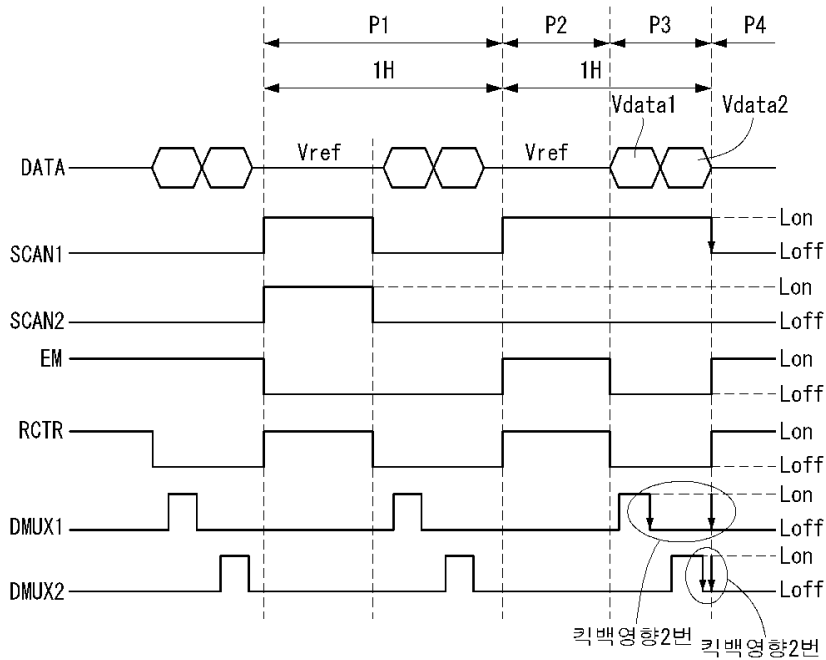 P1 P2 P3 P4
1H 1H
Vdata1 Vdata2
DATA Vref Vref
Lon
SCAN1 Loff
Lon
SCAN2 Loff
EM Lon
Loff
RCTR Lon
Loff
Lon
DMUX1 Loff
Lon
DMUX2 Loff
킥백영향2번 킥백영향2번